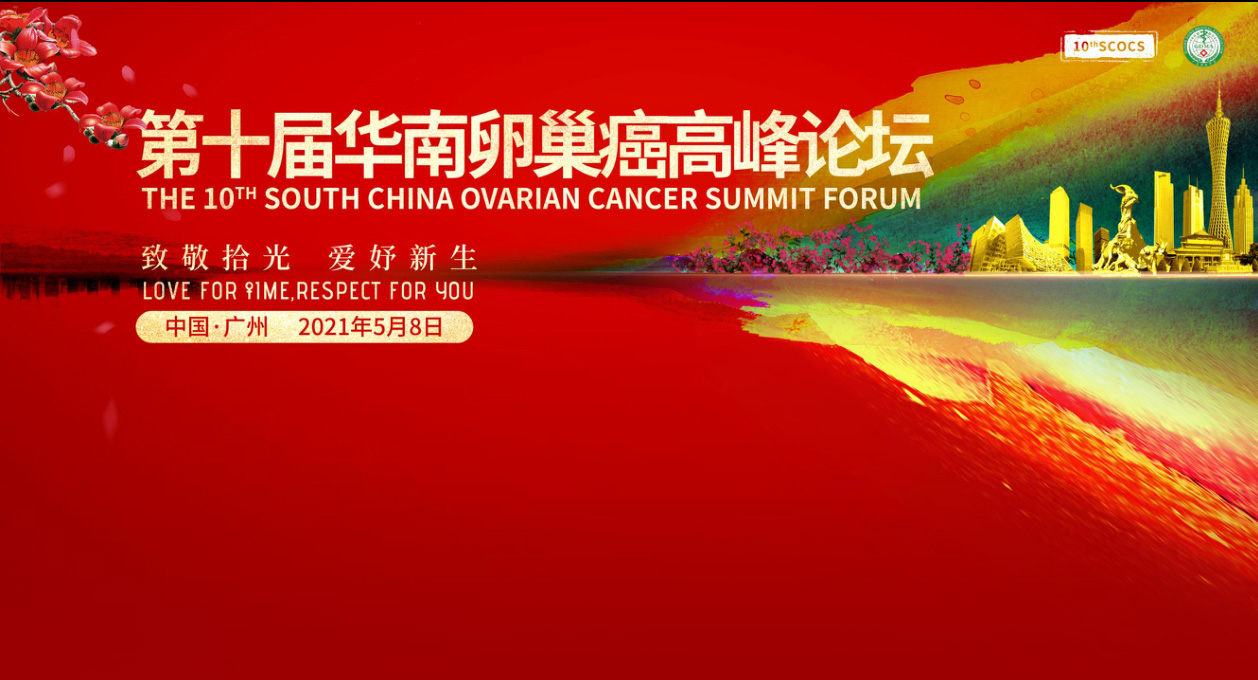 10thSCOCS
GDMA
第十届华南卵巢癌高峰论坛
THE 10TH SOUTH CHINA OVARIAN CANCER SUMMIT FORUM
致敬拾光 爱妤新生
LOVE FOR TIME,RESPECT FOR YOU
中国·广州 2021年5月8日